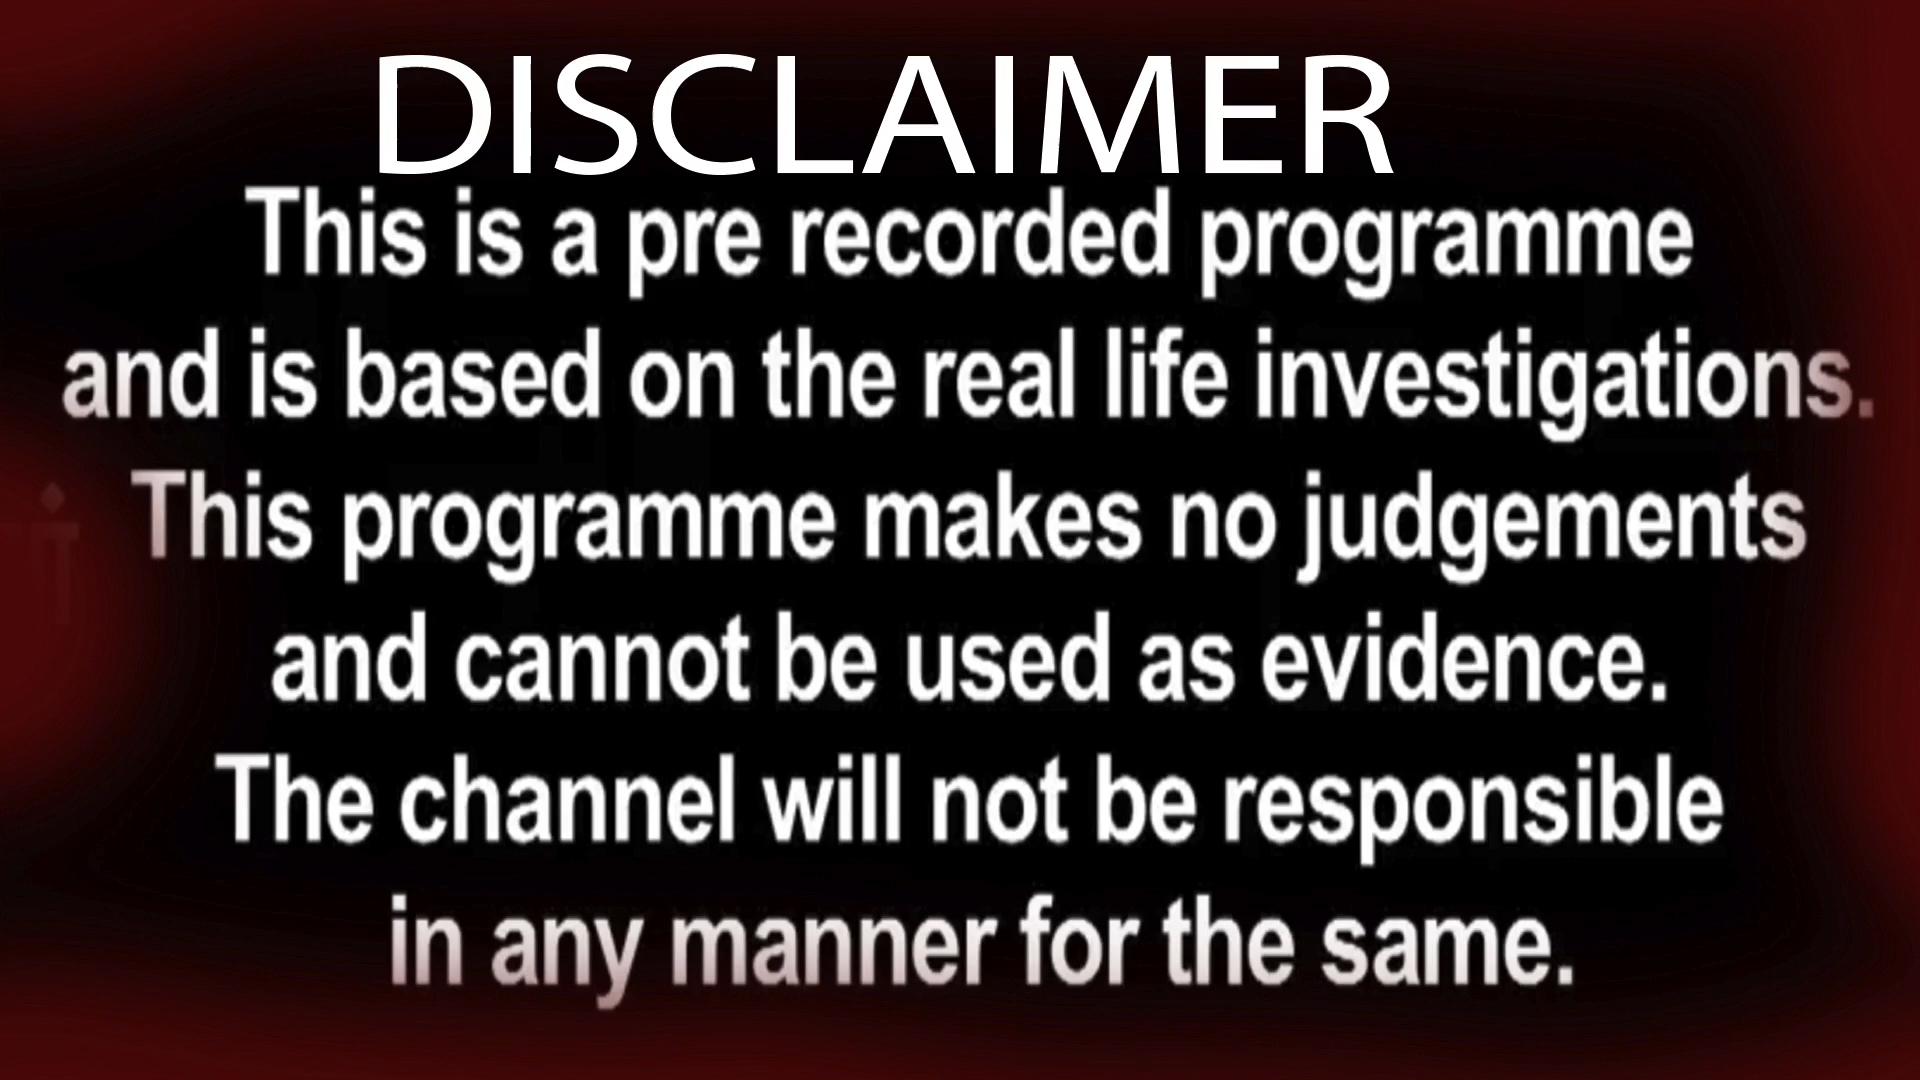 DISCLAIMER
This is a pre recorded programme
and is based on the real life investigations.
This programme makes no judgements
and cannot be used as evidence.
The channel will not be responsible
in any manner for the same.